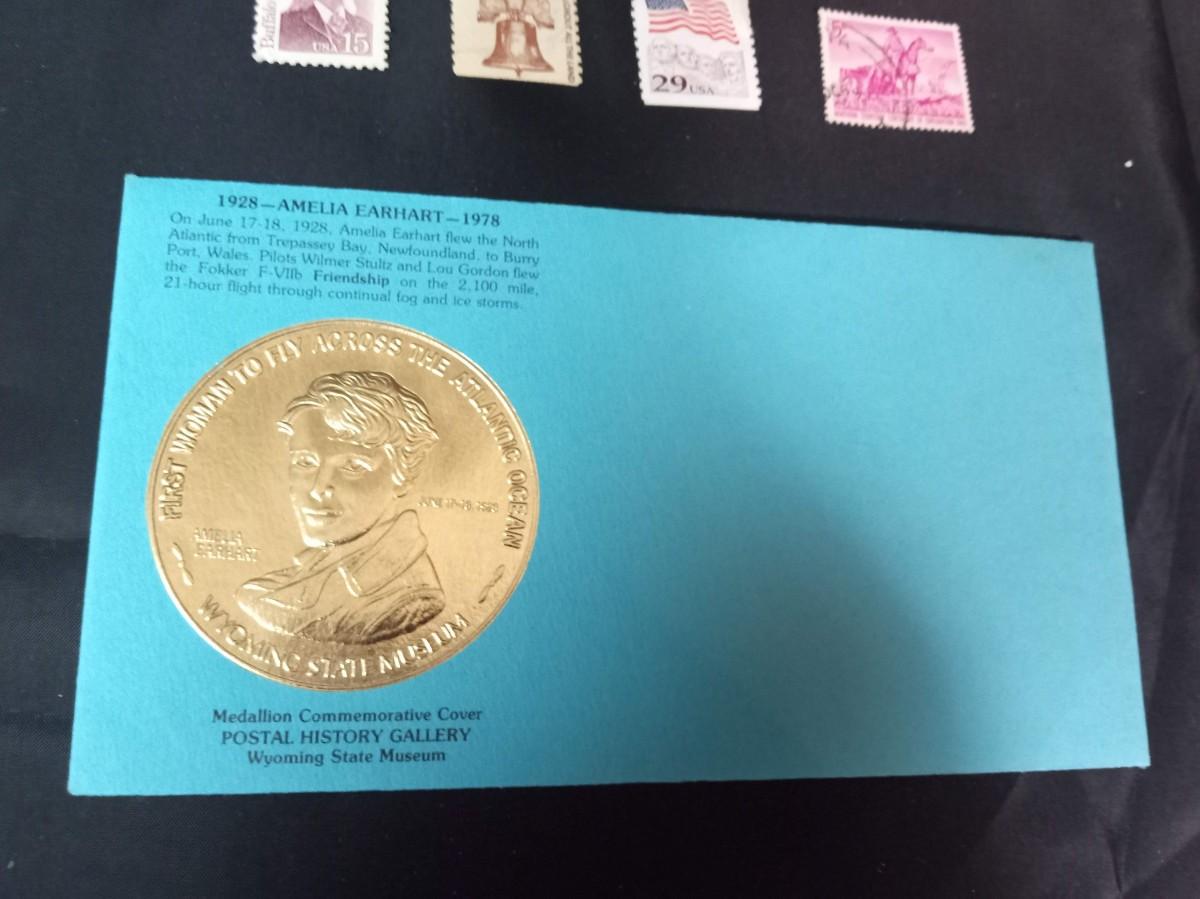 Buffalo
USA 15
ALL THE LAND
29 USA
1928—AMELIA EARHART—1978
On June 17-18, 1928, Amelia Earhart flew the North
Atlantic from Trepassey Bay, Newfoundland, to Burry
Port, Wales. Pilots Wilmer Stultz and Lou Gordon flew
the Fokker F-VIIb Friendship on the 2,100 mile,
21-hour flight through continual fog and ice storms.
FIRST WOMAN TO FLY ACROSS THE ATLANTIC OCEAN
JUNE 17-18, 1928
AMELIA
EARHART
WYOMING STATE MUSEUM
Medallion Commemorative Cover
POSTAL HISTORY GALLERY
Wyoming State Museum